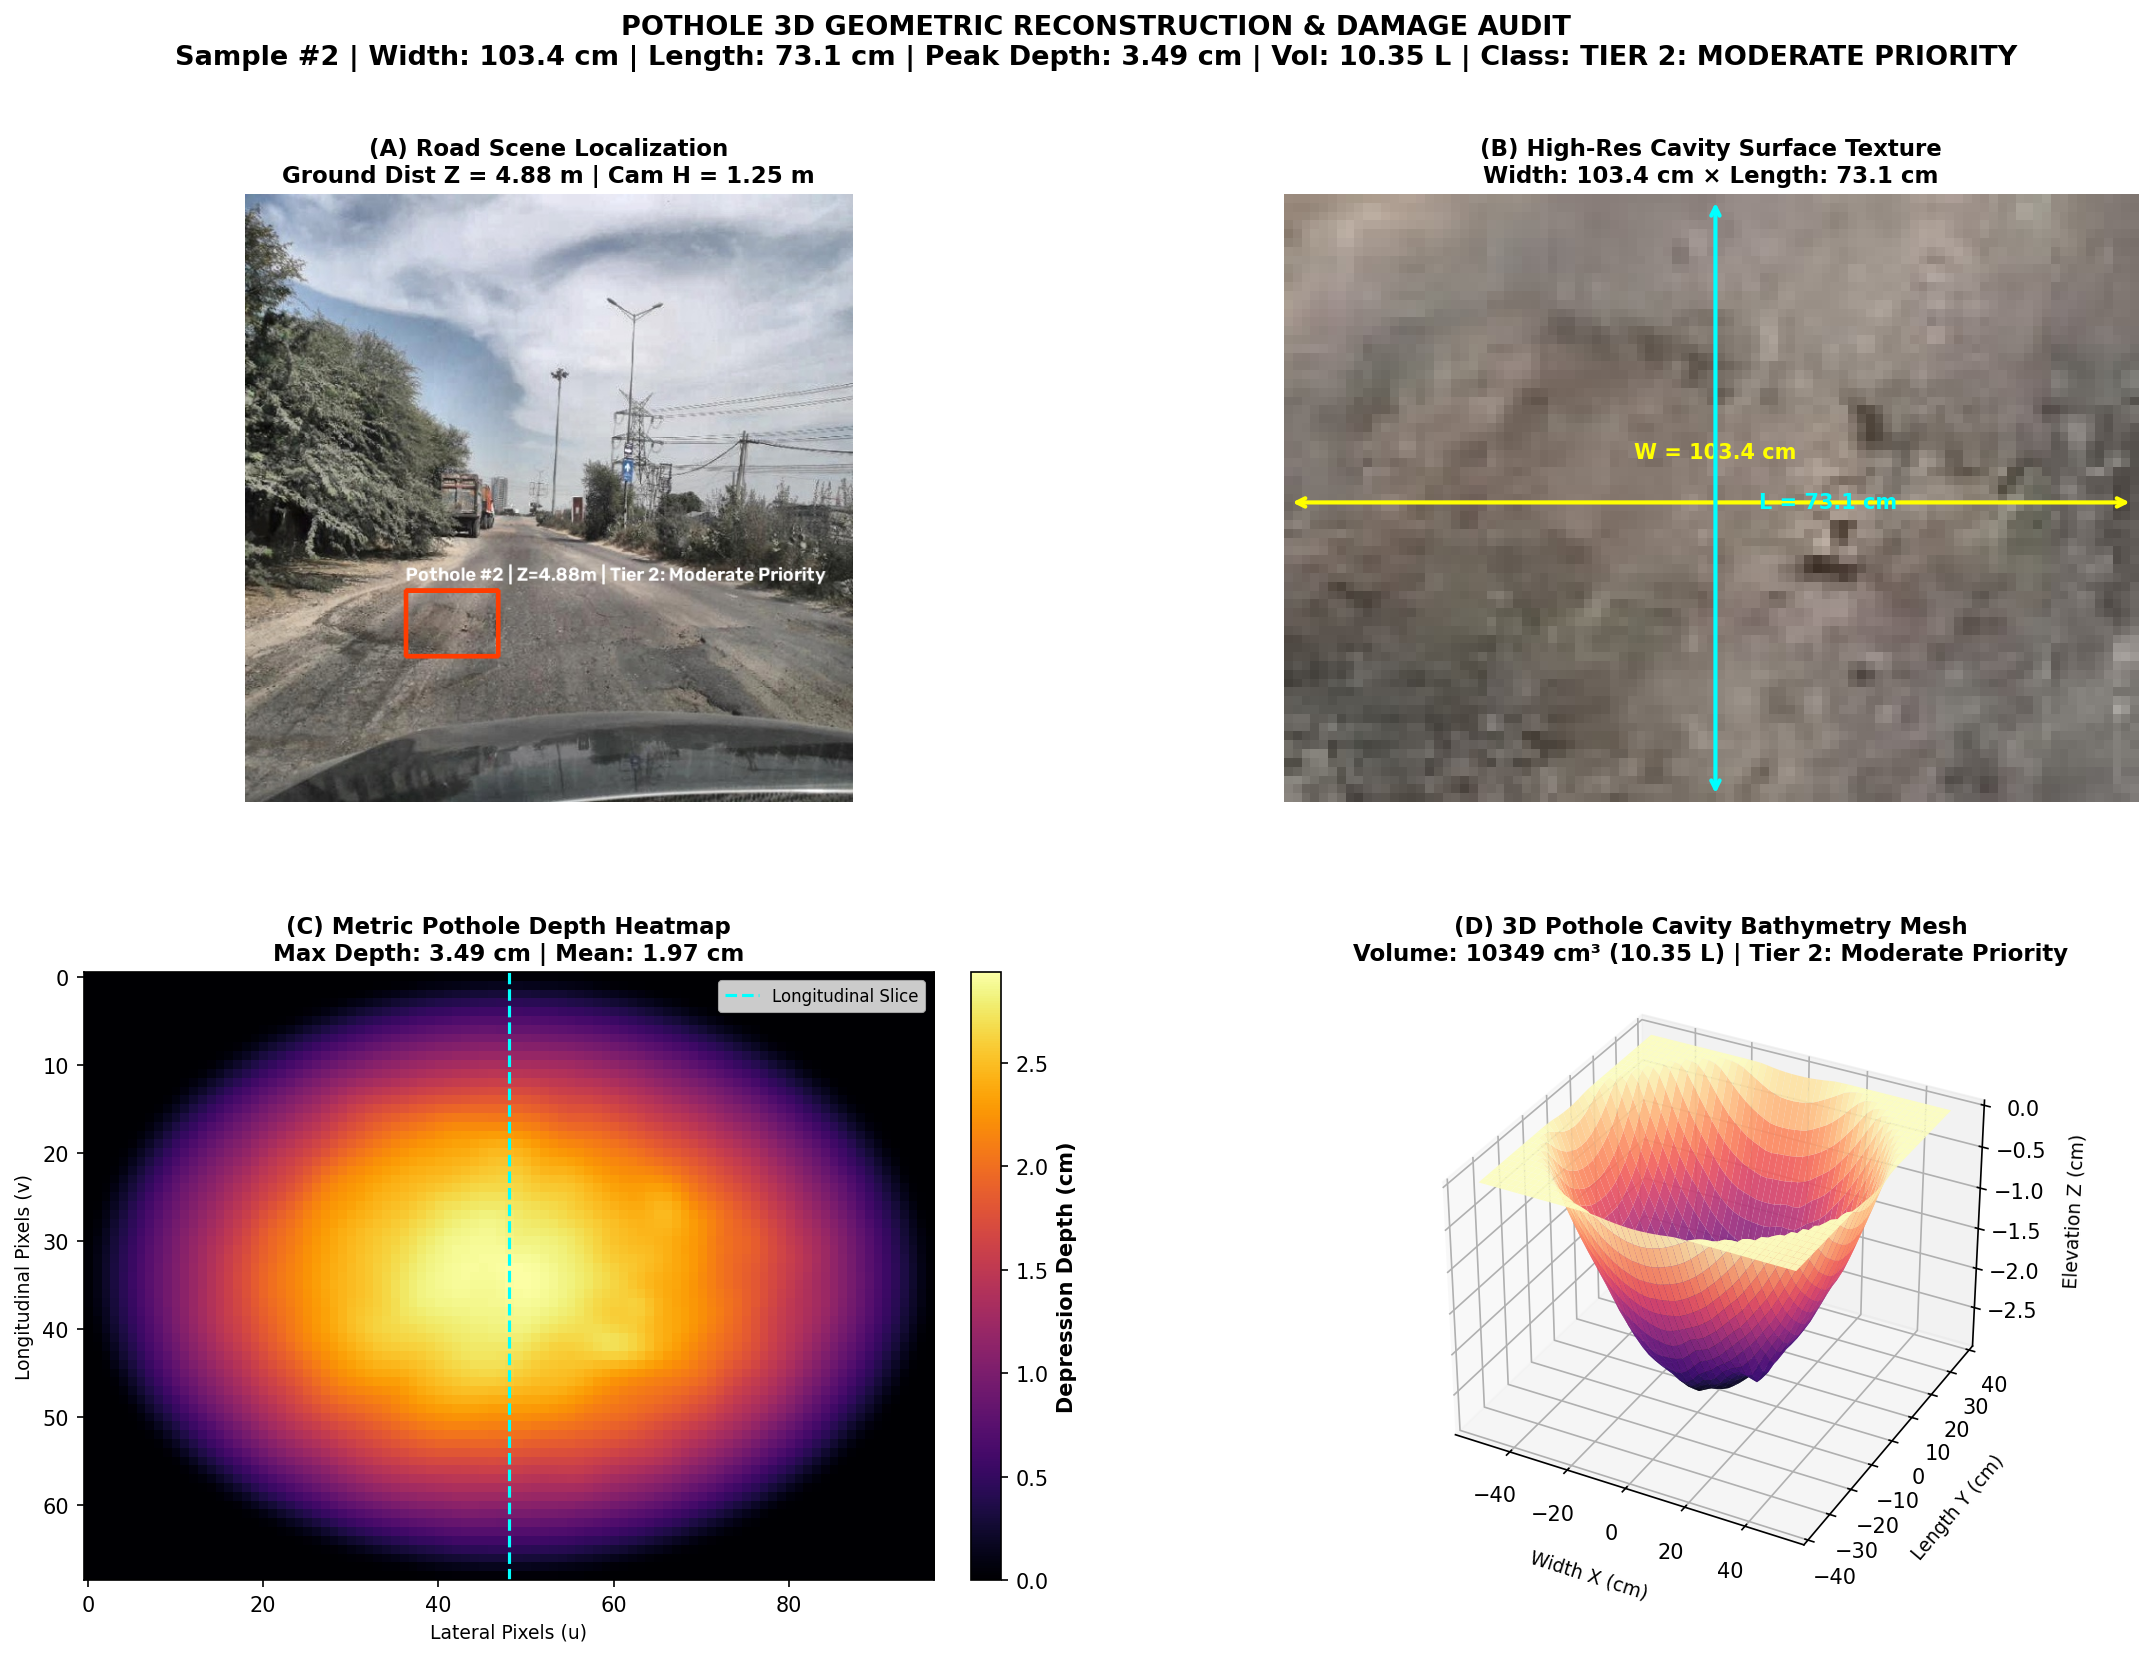 POTHOLE 3D GEOMETRIC RECONSTRUCTION & DAMAGE AUDIT
Sample #2 | Width: 103.4 cm | Length: 73.1 cm | Peak Depth: 3.49 cm | Vol: 10.35 L | Class: TIER 2: MODERATE PRIORITY
(A) Road Scene Localization
Ground Dist Z = 4.88 m | Cam H = 1.25 m
Pothole #2 | Z=4.88m | Tier 2: Moderate Priority
(B) High-Res Cavity Surface Texture
Width: 103.4 cm × Length: 73.1 cm
W = 103.4 cm
L = 73.1 cm
(C) Metric Pothole Depth Heatmap
Max Depth: 3.49 cm | Mean: 1.97 cm
Longitudinal Slice
0
10
20
30
40
50
60
Longitudinal Pixels (v)
0
20
40
60
80
Lateral Pixels (u)
2.5
2.0
1.5
1.0
0.5
0.0
Depression Depth (cm)
(D) 3D Pothole Cavity Bathymetry Mesh
Volume: 10349 cm³ (10.35 L) | Tier 2: Moderate Priority
0.0
−0.5
−1.0
−1.5
−2.0
−2.5
Elevation Z (cm)
40
30
20
10
0
−10
−20
−30
−40
Length Y (cm)
−40
−20
0
20
40
Width X (cm)